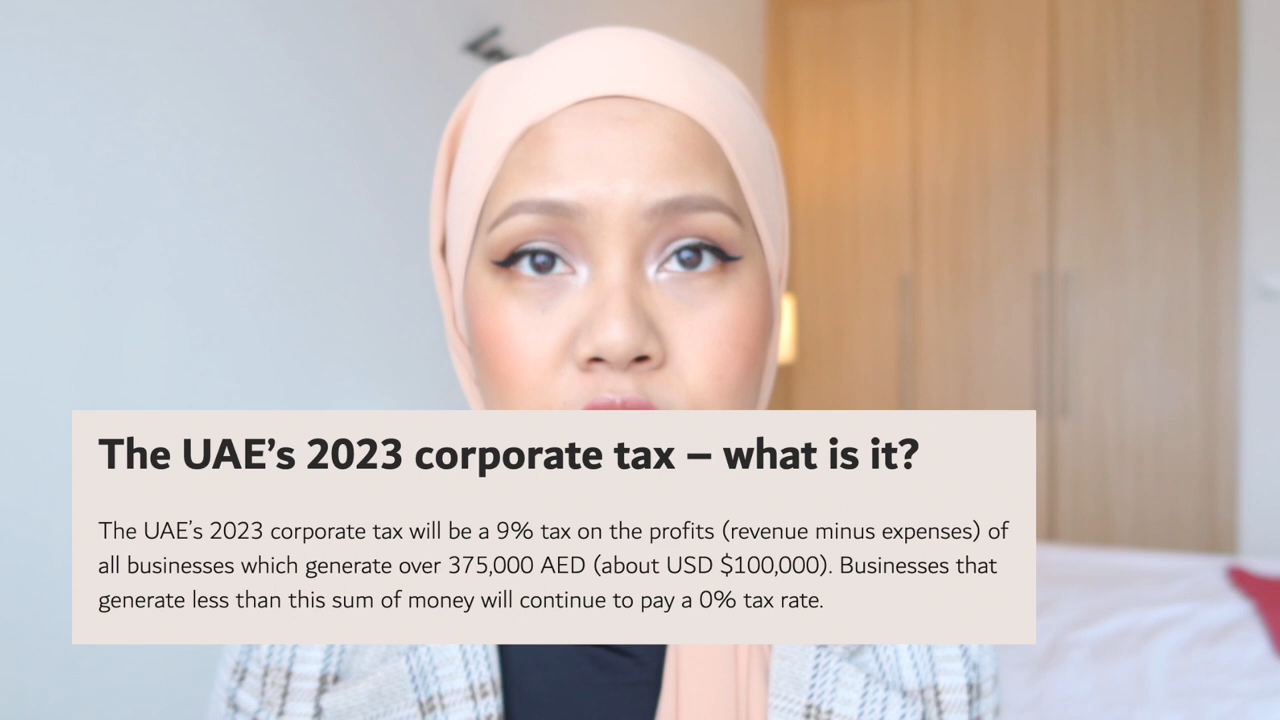 The UAE’s 2023 corporate tax – what is it?
The UAE’s 2023 corporate tax will be a 9% tax on the profits (revenue minus expenses) of
all businesses which generate over 375,000 AED (about USD $100,000). Businesses that
generate less than this sum of money will continue to pay a 0% tax rate.